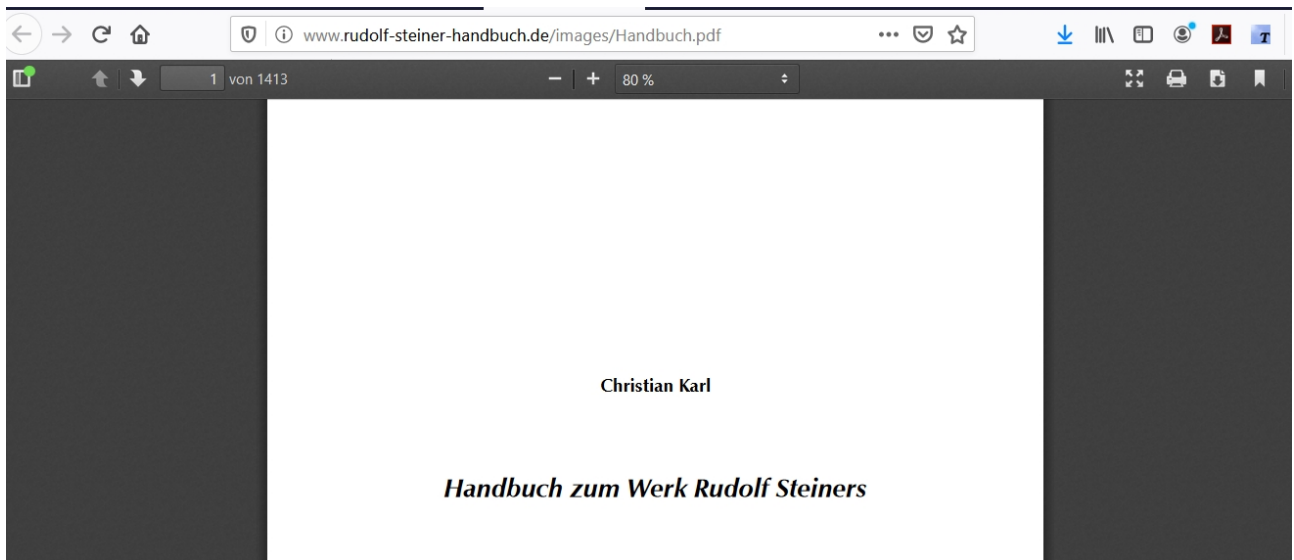 www.rudolf-steiner-handbuch.de/images/Handbuch.pdf
1 von 1413
80 %
Christian Karl
Handbuch zum Werk Rudolf Steiners